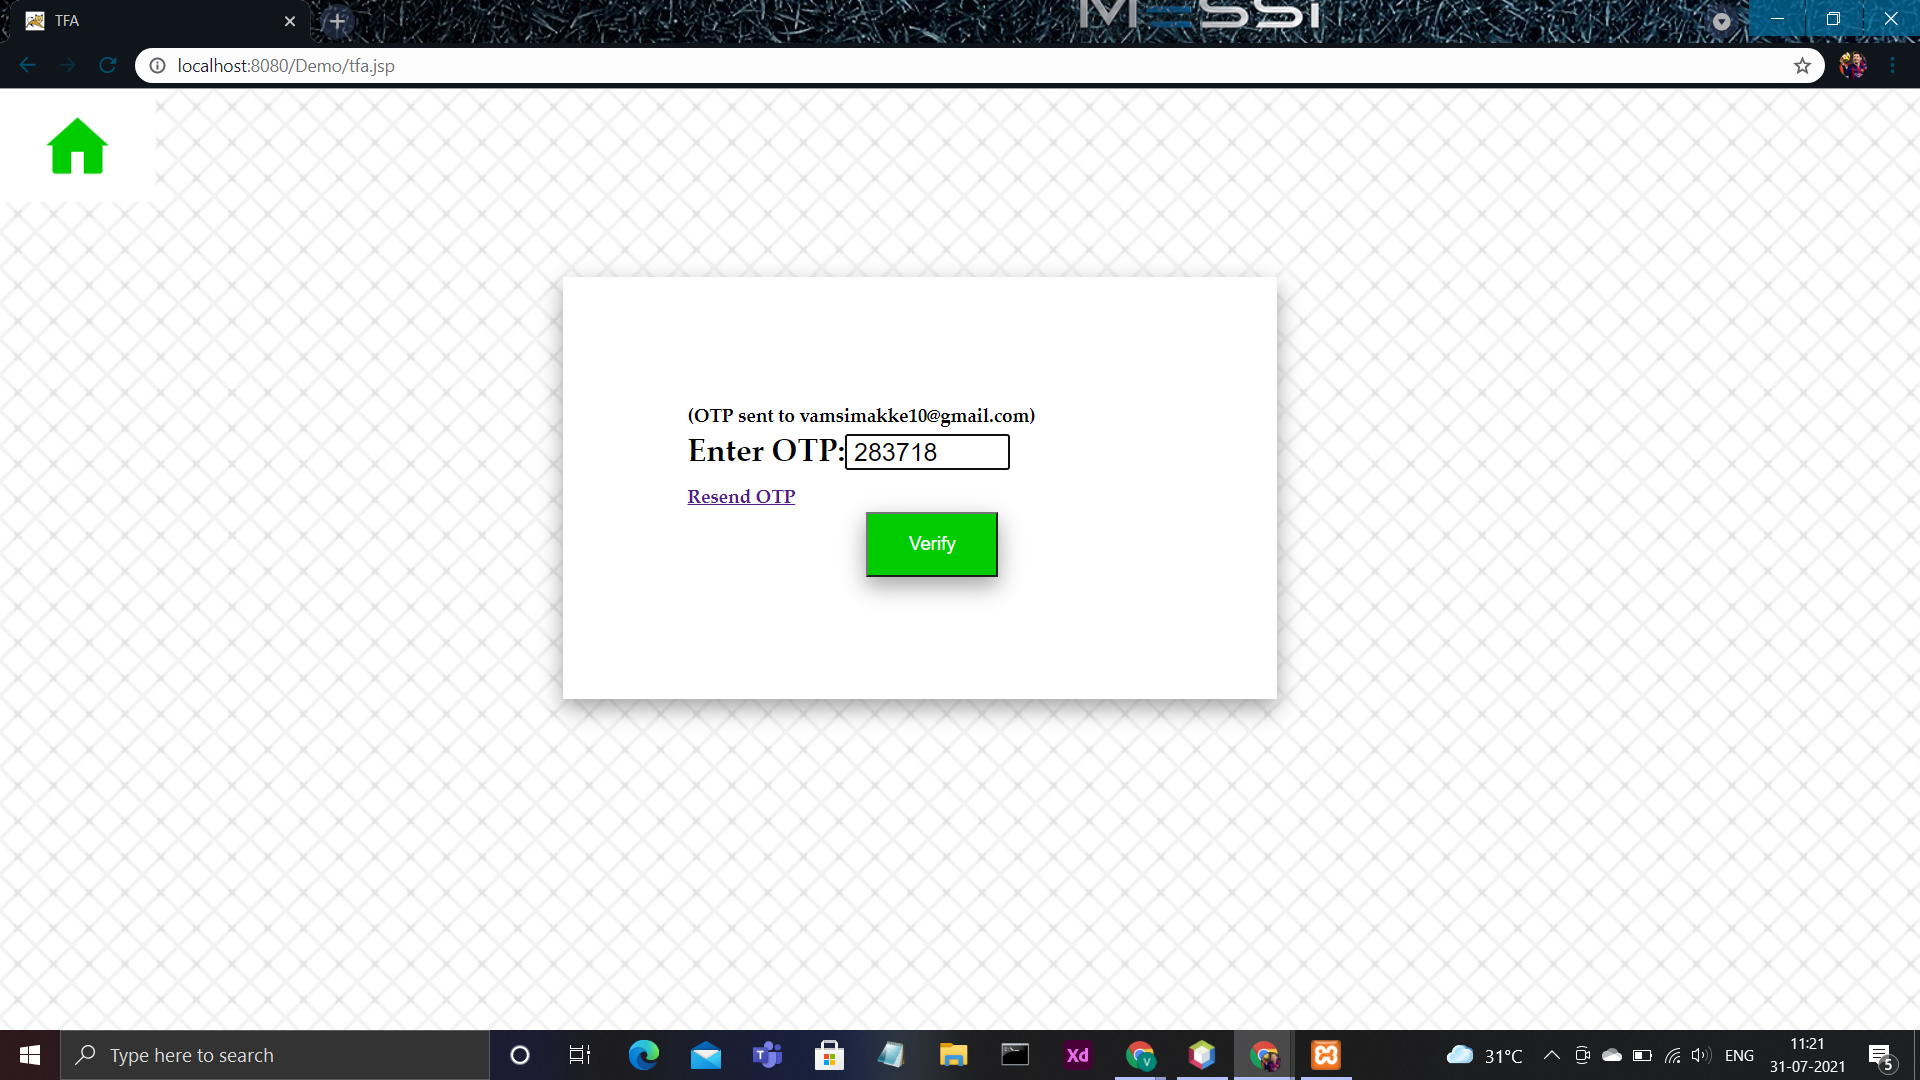 TFA
MESSi
localhost:8080/Demo/tfa.jsp
(OTP sent to vamsimakke10@gmail.com)
Enter OTP: 283718
Resend OTP
Verify
Type here to search
Xd
V
31°C
ENG
11:21
31-07-2021
5